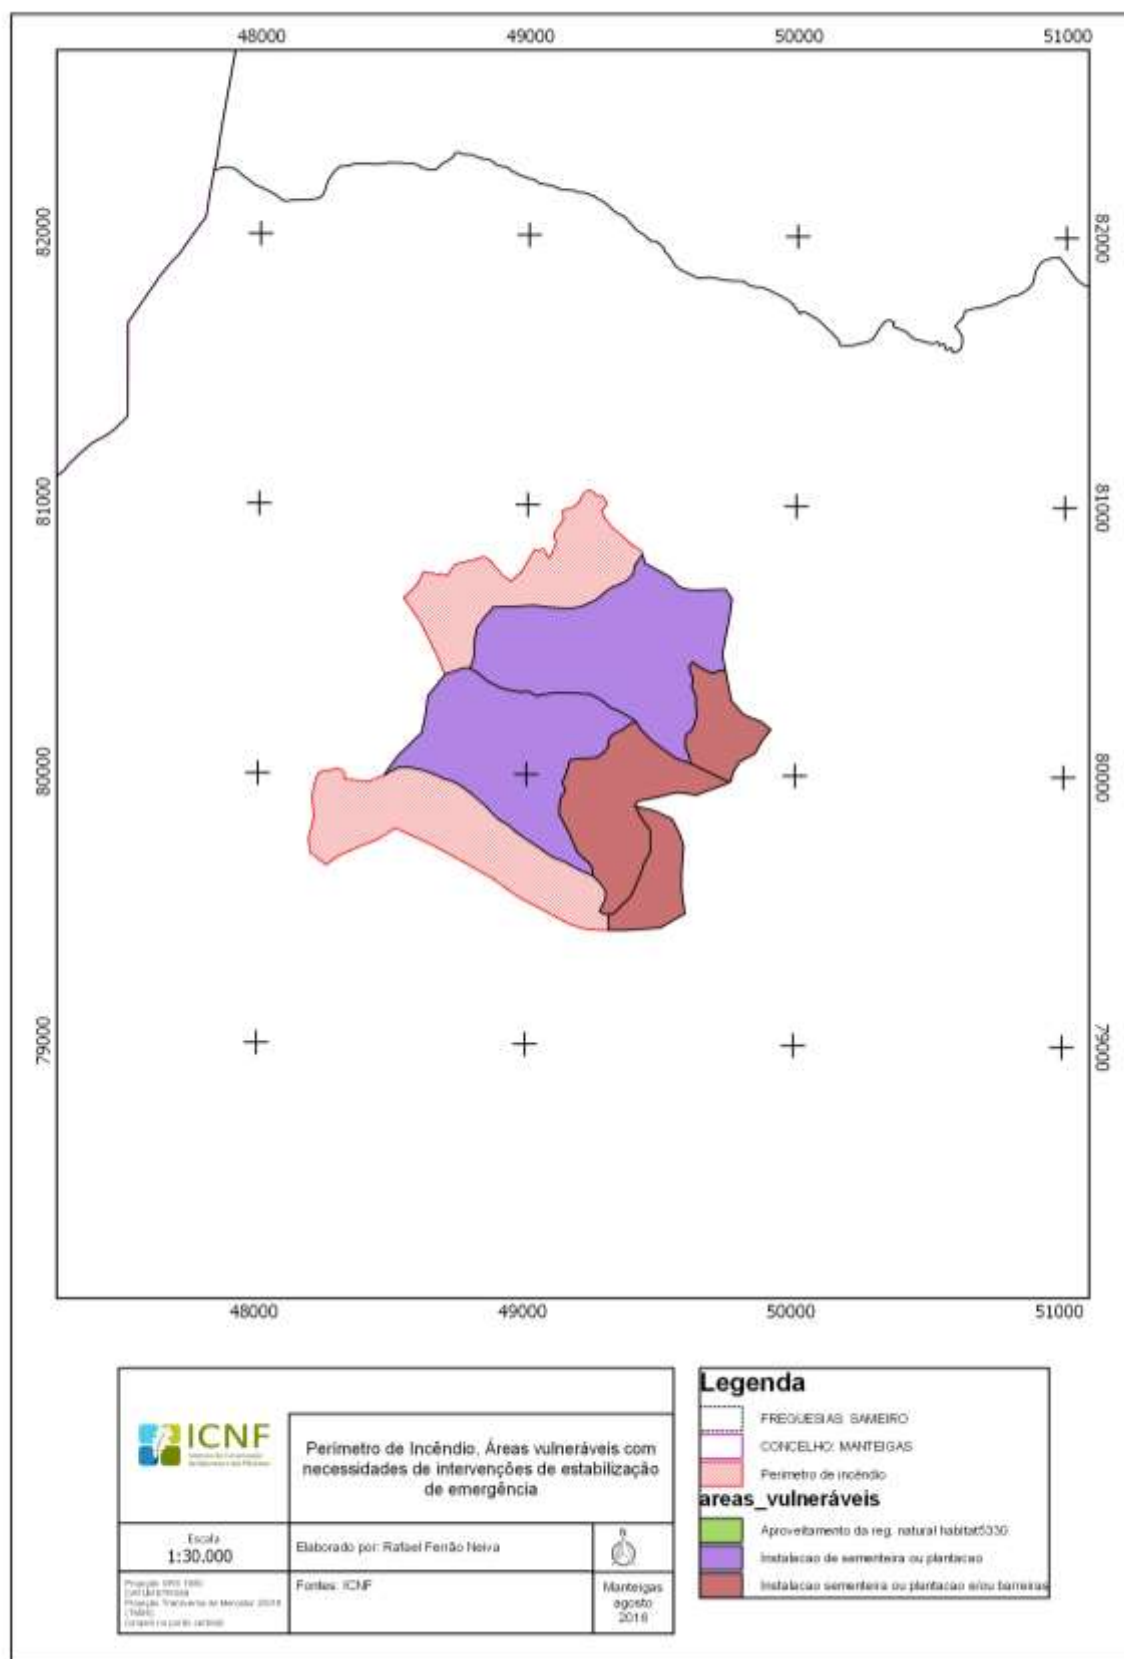 48000 49000 50000 51000
82000 82000
81000 81000
80000 80000
79000 79000
48000 49000 50000 51000
ICNF
Perímetro de Incêndio, Áreas vulneráveis com
necessidades de intervenções de estabilização
de emergência
Escala
1:30.000
Elaborado por: Rafael Ferrão Neiva
N
Fontes: ICNF
Manteigas
agosto
2016
Legenda
FREGUESIAS: SAMEIRO
CONCELHO: MANTEIGAS
Perimetro de incêndio
areas_vulneráveis
Aproveitamento da reg. natural habitat5330
Instalacao de sementeira ou plantacao
Instalacao sementeira ou plantacao e/ou barreiras